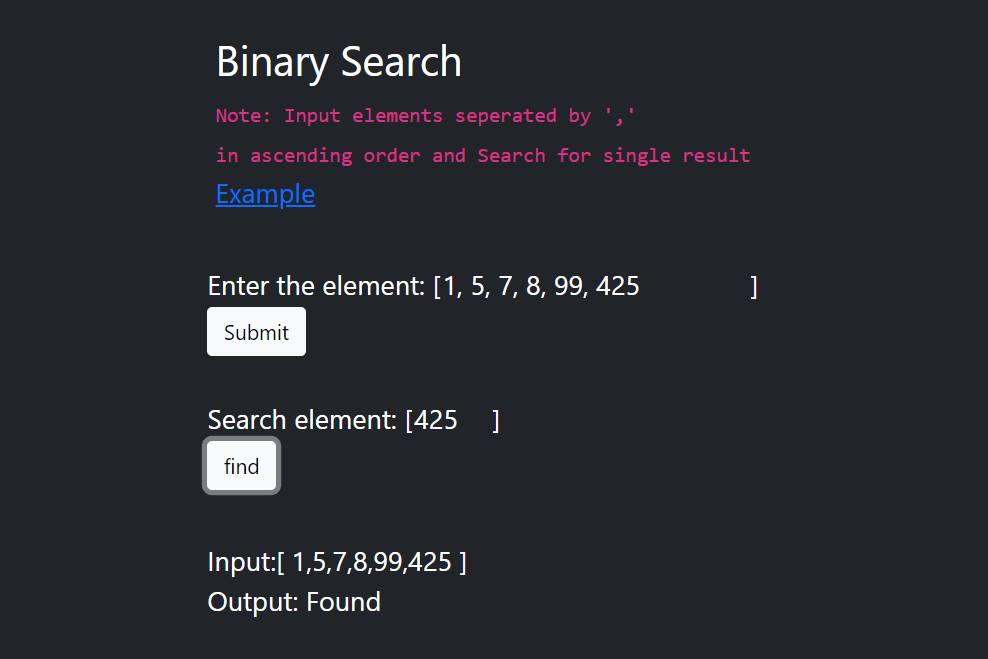 Binary Search
Note: Input elements seperated by ','
in ascending order and Search for single result
Example
Enter the element: [1, 5, 7, 8, 99, 425 ]
Submit
Search element: [425 ]
find
Input:[ 1,5,7,8,99,425 ]
Output: Found